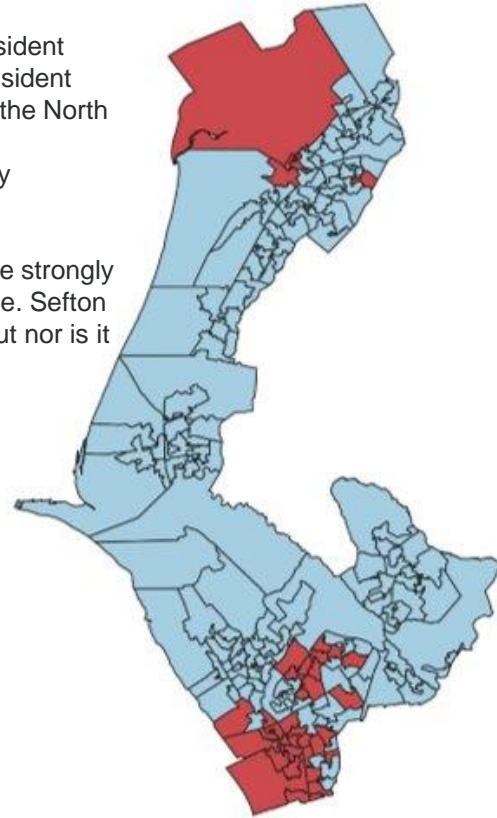 sident
sident
the North
y
e strongly
e. Sefton
ut nor is it